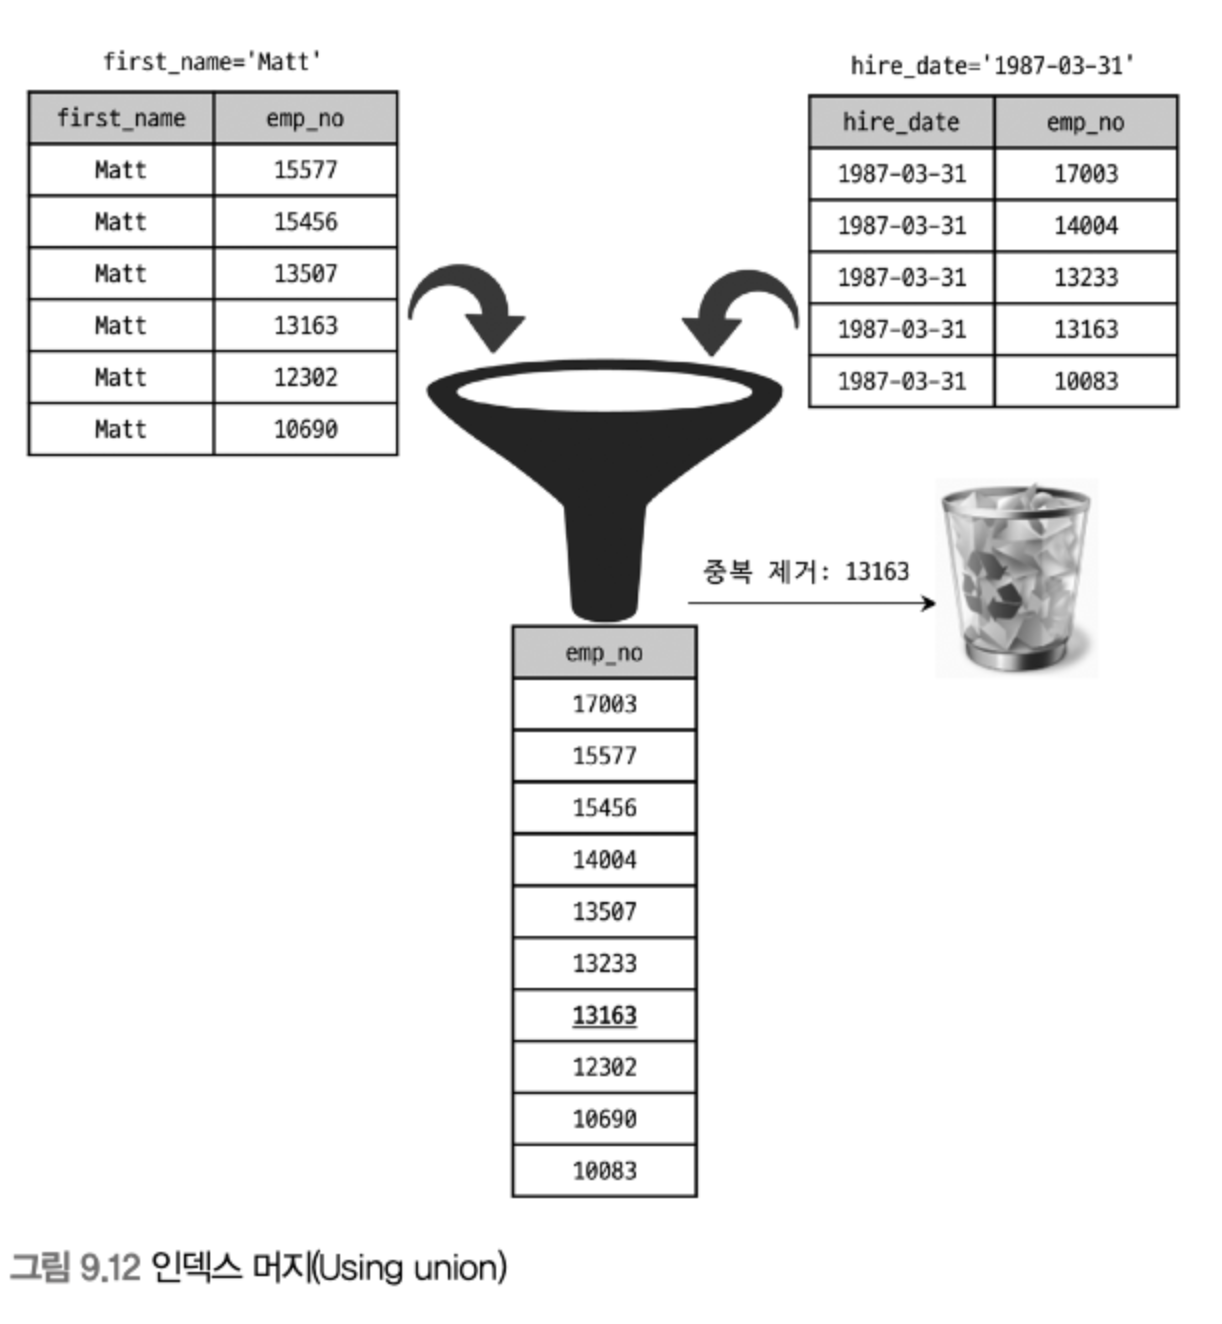 first_name='Matt'
first_name emp_no
Matt 15577
Matt 15456
Matt 13507
Matt 13163
Matt 12302
Matt 10690
hire_date='1987-03-31'
hire_date emp_no
1987-03-31 17003
1987-03-31 14004
1987-03-31 13233
1987-03-31 13163
1987-03-31 10083
중복 제거: 13163
emp_no
17003
15577
15456
14004
13507
13233
13163
12302
10690
10083
그림 9.12 인덱스 머지(Using union)